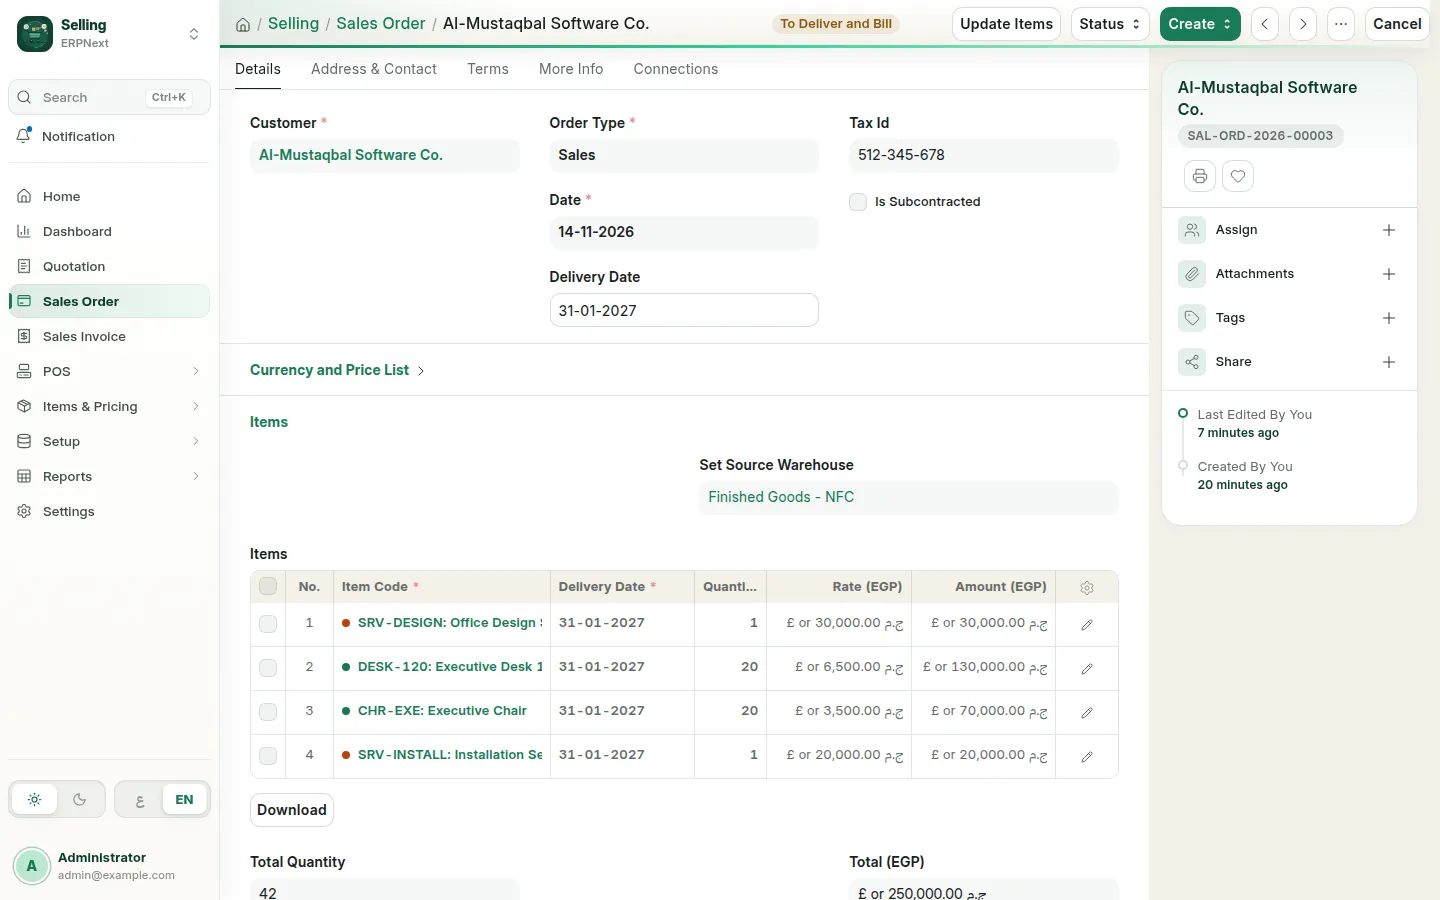 Selling
ERPNext
Search
Ctrl+K
Notification
Home
Dashboard
Quotation
Sales Order
Sales Invoice
POS
Items & Pricing
Setup
Reports
Settings
ع
EN
A
Administrator
admin@example.com
/ Selling / Sales Order / Al-Mustaqbal Software Co.
To Deliver and Bill
Update Items
Status
Create
Cancel
Details
Address & Contact
Terms
More Info
Connections
Customer *
Al-Mustaqbal Software Co.
Order Type *
Sales
Tax Id
512-345-678
Date *
14-11-2026
Is Subcontracted
Delivery Date
31-01-2027
Currency and Price List
Items
Set Source Warehouse
Finished Goods - NFC
Items
No. Item Code * Delivery Date * Quanti... Rate (EGP) Amount (EGP)
1 SRV-DESIGN: Office Design 31-01-2027 1 £ or 30,000.00 ج.م £ or 30,000.00 ج.م
2 DESK-120: Executive Desk 1 31-01-2027 20 £ or 6,500.00 ج.م £ or 130,000.00 ج.م
3 CHR-EXE: Executive Chair 31-01-2027 20 £ or 3,500.00 ج.م £ or 70,000.00 ج.م
4 SRV-INSTALL: Installation Se 31-01-2027 1 £ or 20,000.00 ج.م £ or 20,000.00 ج.م
Download
Total Quantity
42
Total (EGP)
£ or 250,000.00 ج.م
Al-Mustaqbal Software
Co.
SAL-ORD-2026-00003
Assign
Attachments
Tags
Share
Last Edited By You
7 minutes ago
Created By You
20 minutes ago